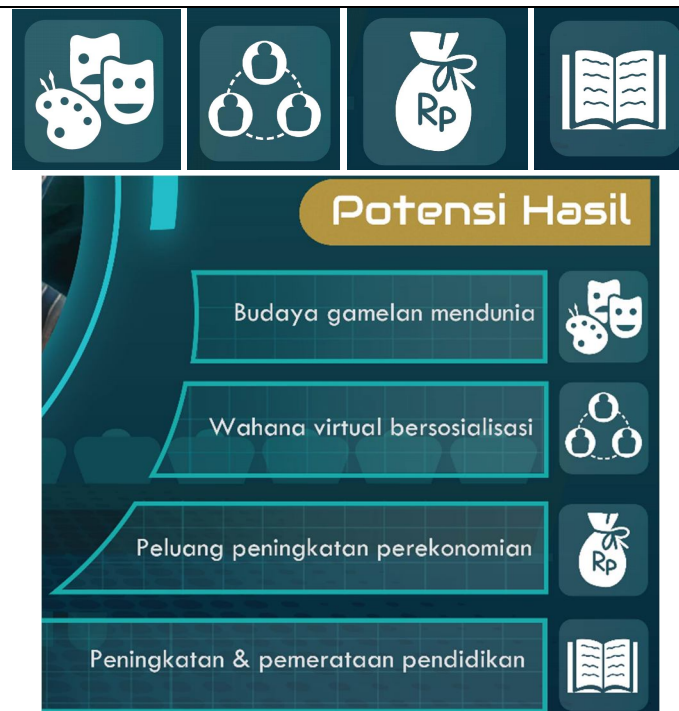 Rp
Potensi Hasil
Budaya gamelan mendunia
Wahana virtual bersosialisasi
Peluang peningkatan perekonomian
Rp
Peningkatan & pemerataan pendidikan